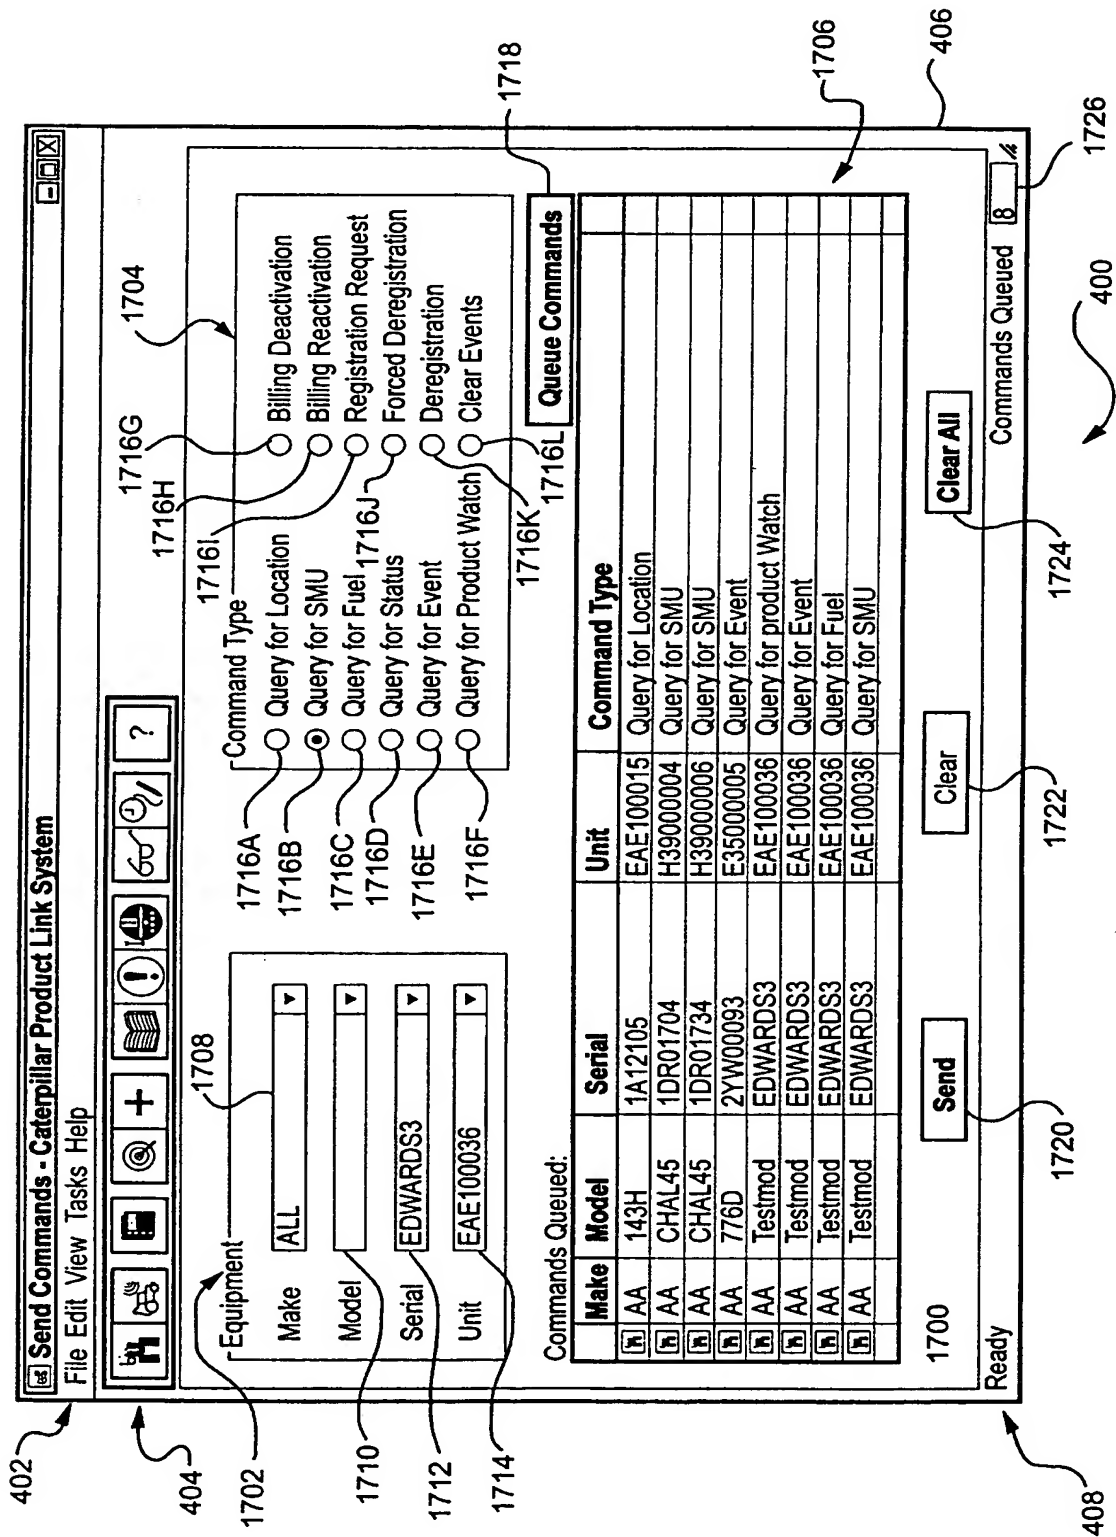 402
Send Commands - Caterpillar Product Link System
File Edit View Tasks Help
404
?
1702
Equipment
1708
Make ALL
Model
Serial EDWARDS3
Unit EAE100036
1710
1712
1714
1704
Command Type
1716A
1716B
1716C
1716D
1716E
1716F
Query for Location
Query for SMU
Query for Fuel
Query for Status
Query for Event
Query for Product Watch
1716G
1716H
1716I
1716J
1716K
1716L
Billing Deactivation
Billing Reactivation
Registration Request
Forced Deregistration
Deregistration
Clear Events
Queue Commands
1718
Commands Queued:
1706
Make Model Serial Unit Command Type
AA 143H 1A12105 EAE100015 Query for Location
AA CHAL45 1DR01704 H39000004 Query for SMU
AA CHAL45 1DR01734 H39000006 Query for SMU
AA 776D 2YW00093 E35000005 Query for Event
AA Testmod EDWARDS3 EAE100036 Query for product Watch
AA Testmod EDWARDS3 EAE100036 Query for Event
AA Testmod EDWARDS3 EAE100036 Query for Fuel
AA Testmod EDWARDS3 EAE100036 Query for SMU
1700
Send Clear Clear All
Ready Commands Queued 8
406
408
1720
1722
1724
1726
400